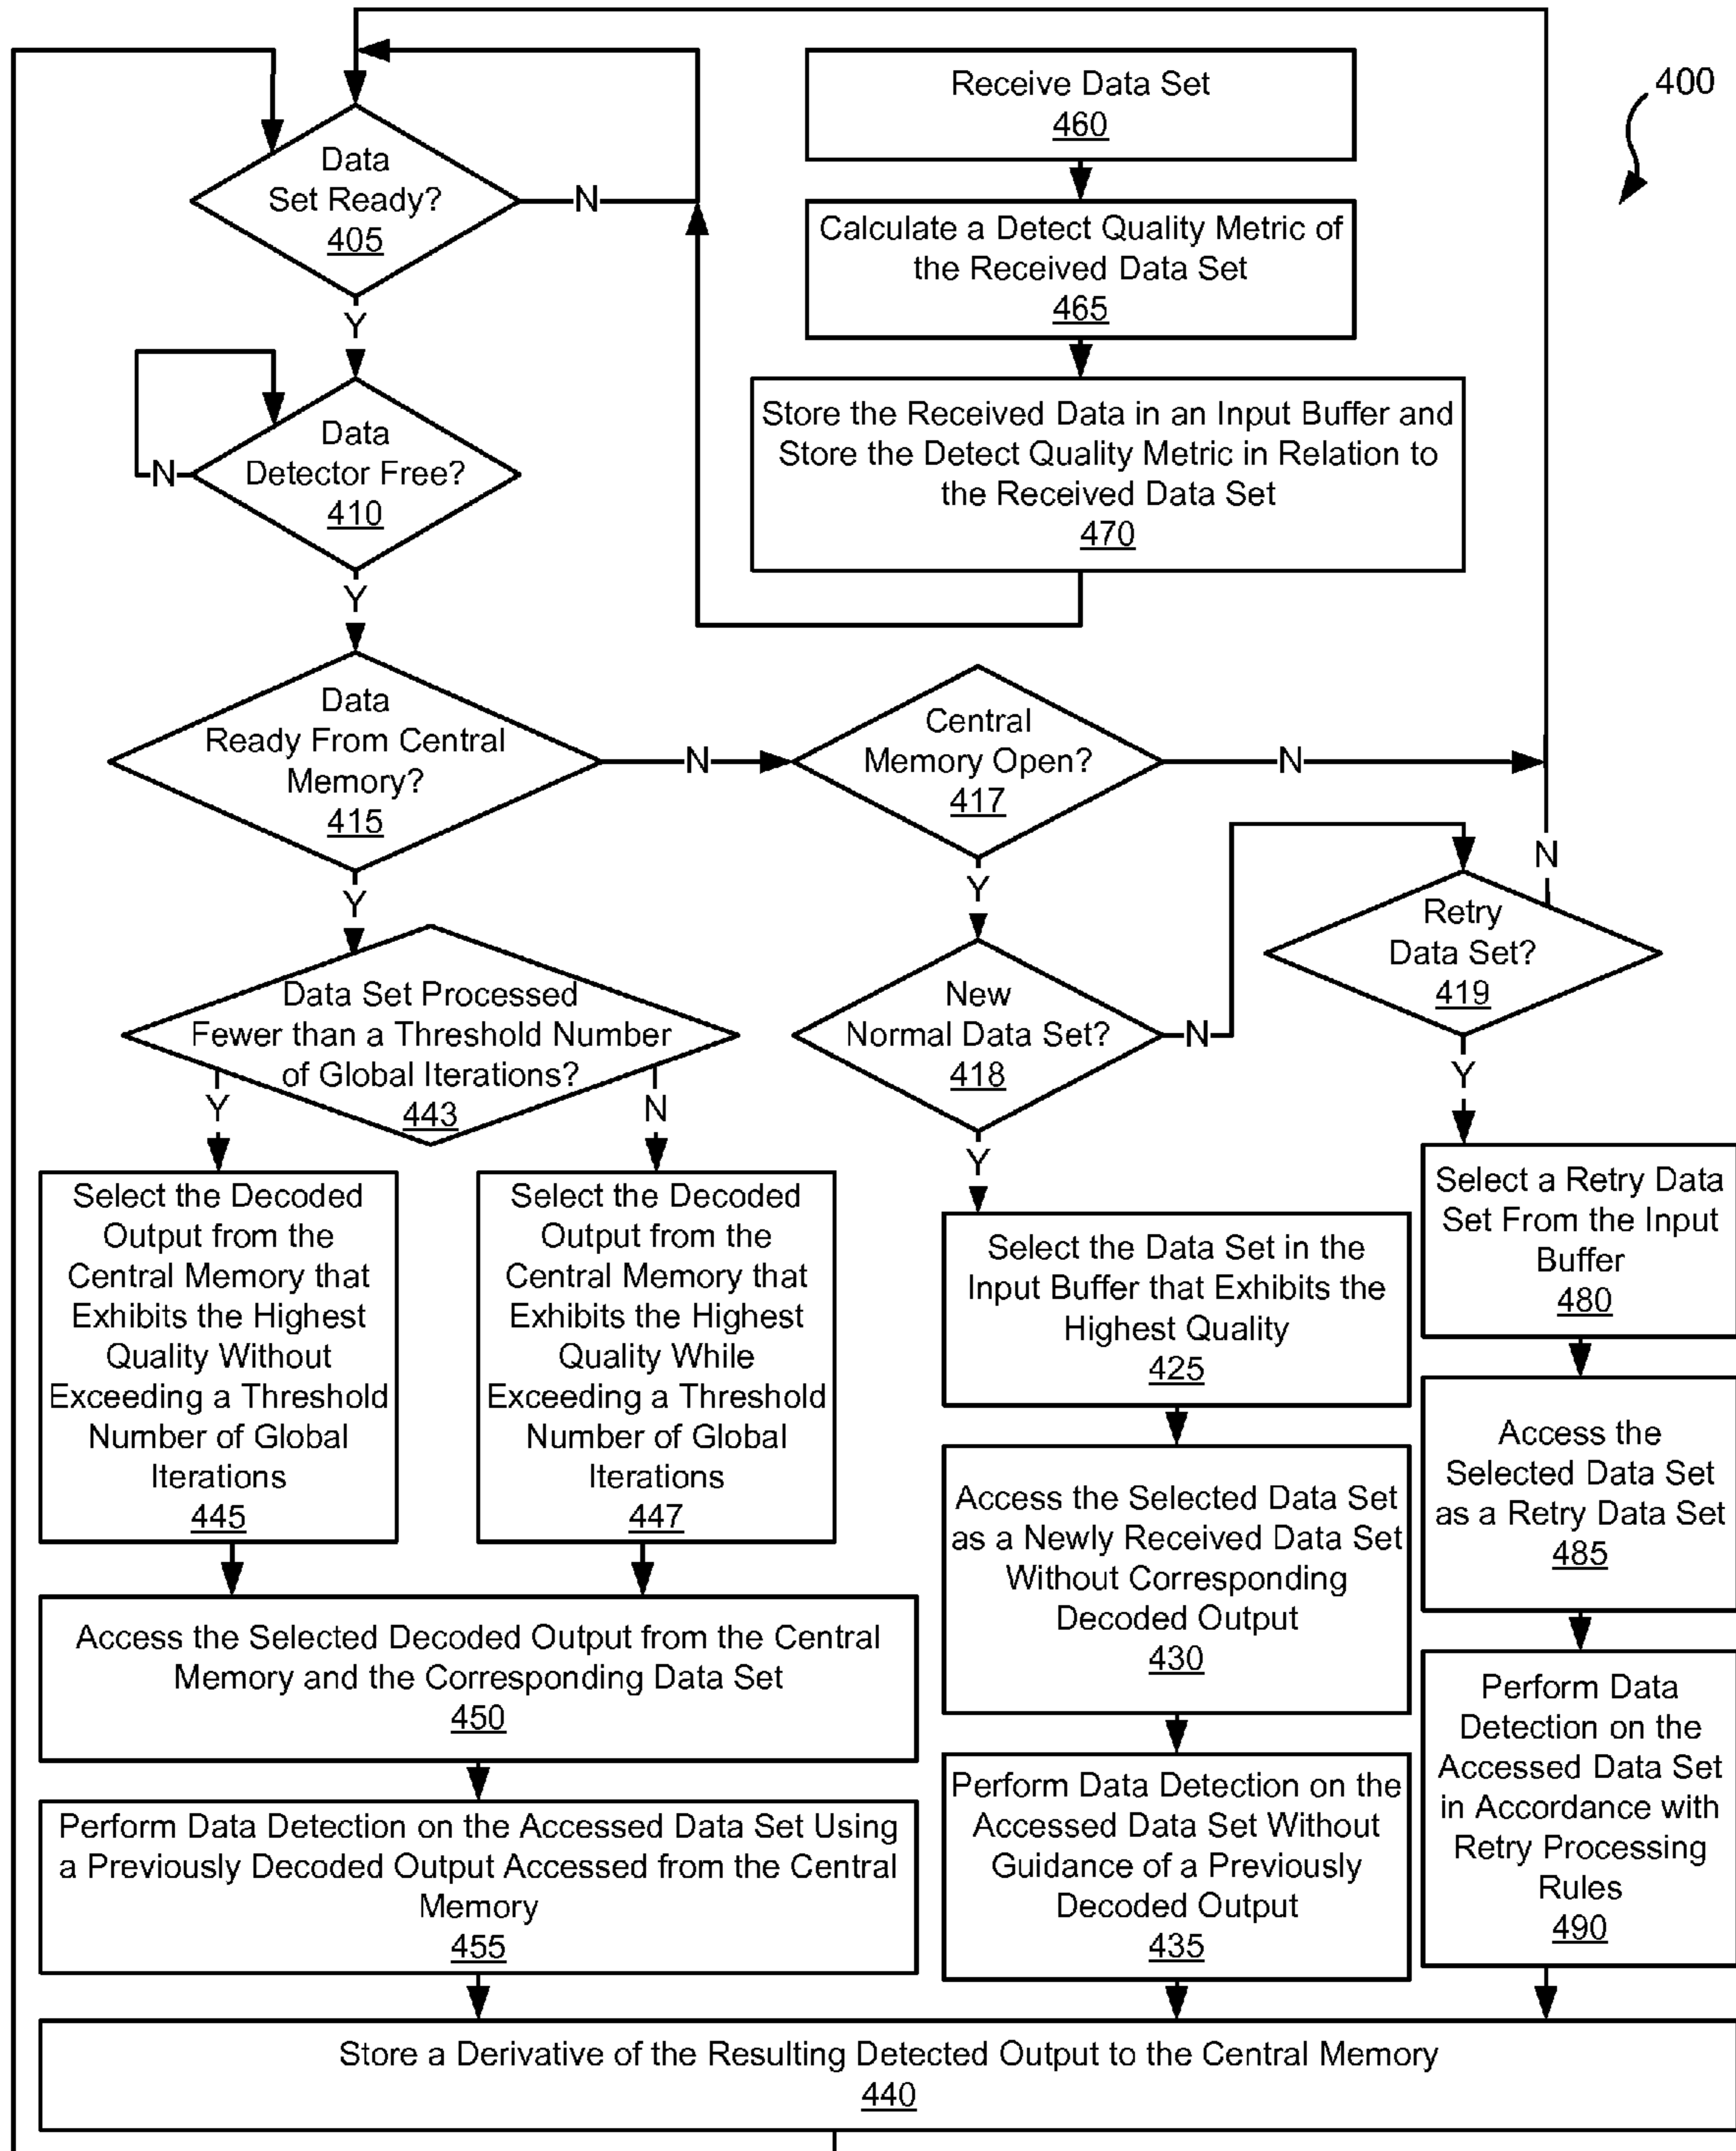 400
Receive Data Set
460
Calculate a Detect Quality Metric of
the Received Data Set
465
Store the Received Data in an Input Buffer and
Store the Detect Quality Metric in Relation to
the Received Data Set
470
Data
Set Ready?
405
N
Y
Data
Detector Free?
410
N
Y
Data
Ready From Central
Memory?
415
N
Y
Central
Memory Open?
417
N
Y
New
Normal Data Set?
418
N
Y
Retry
Data Set?
419
N
Y
Data Set Processed
Fewer than a Threshold Number
of Global Iterations?
443
Y
N
Select the Decoded
Output from the
Central Memory that
Exhibits the Highest
Quality Without
Exceeding a Threshold
Number of Global
Iterations
445
Select the Decoded
Output from the
Central Memory that
Exhibits the Highest
Quality While
Exceeding a Threshold
Number of Global
Iterations
447
Access the Selected Decoded Output from the Central
Memory and the Corresponding Data Set
450
Perform Data Detection on the Accessed Data Set Using
a Previously Decoded Output Accessed from the Central
Memory
455
Select the Data Set in the
Input Buffer that Exhibits the
Highest Quality
425
Access the Selected Data Set
as a Newly Received Data Set
Without Corresponding
Decoded Output
430
Perform Data Detection on the
Accessed Data Set Without
Guidance of a Previously
Decoded Output
435
Select a Retry Data
Set From the Input
Buffer
480
Access the
Selected Data Set
as a Retry Data Set
485
Perform Data
Detection on the
Accessed Data Set
in Accordance with
Retry Processing
Rules
490
Store a Derivative of the Resulting Detected Output to the Central Memory
440